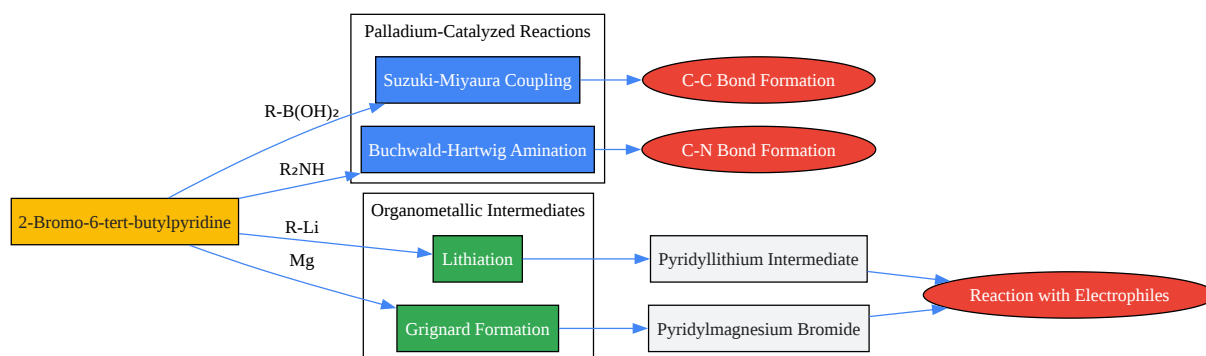 Palladium-Catalyzed Reactions
Suzuki-Miyaura Coupling
C-C Bond Formation
R-B(OH)₂
Buchwald-Hartwig Amination
C-N Bond Formation
R₂NH
2-Bromo-6-tert-butylpyridine
Organometallic Intermediates
R-Li
Lithiation
Pyridyllithium Intermediate
Mg
Reaction with Electrophiles
Grignard Formation
Pyridylmagnesium Bromide